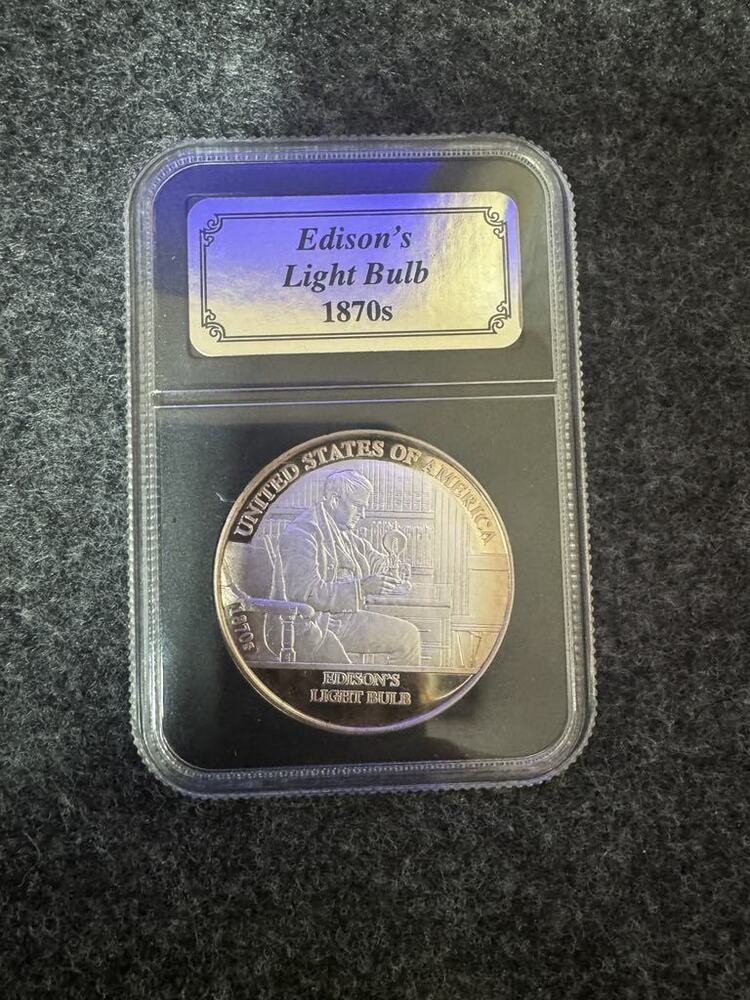 Edison's
Light Bulb
1870s
UNITED STATES OF AMERICA
1870s
EDISON'S
LIGHT BULB